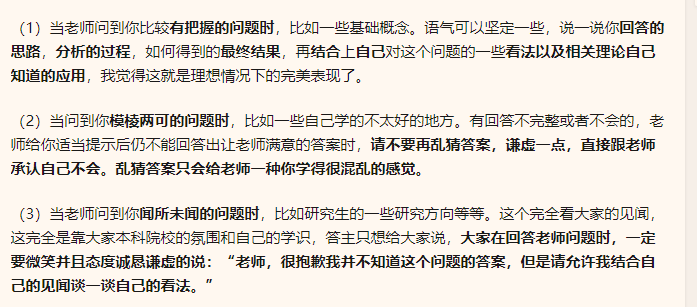 （1）当老师问到你比较有把握的问题时，比如一些基础概念。语气可以坚定一些，说一说你回答的
思路，分析的过程，如何得到的最终结果，再结合上自己对这个问题的一些看法以及相关理论自己
知道的应用，我觉得这就是理想情况下的完美表现了。
（2）当问到你模棱两可的问题时，比如一些自己学的不太好的地方。有回答不完整或者不会的，老
师给你适当提示后仍不能回答出让老师满意的答案时，请不要再乱猜答案，谦虚一点，直接跟老师
承认自己不会。乱猜答案只会给老师一种你学得很混乱的感觉。
（3）当老师问到你闻所未闻的问题时，比如研究生的一些研究方向等等。这个完全看大家的见闻，
这完全是靠大家本科院校的氛围和自己的学识，答主只想给大家说，大家在回答老师问题时，一定
要微笑并且态度诚恳谦虚的说：“老师，很抱歉我并不知道这个问题的答案，但是请允许我结合自
己的见闻谈一谈自己的看法。”